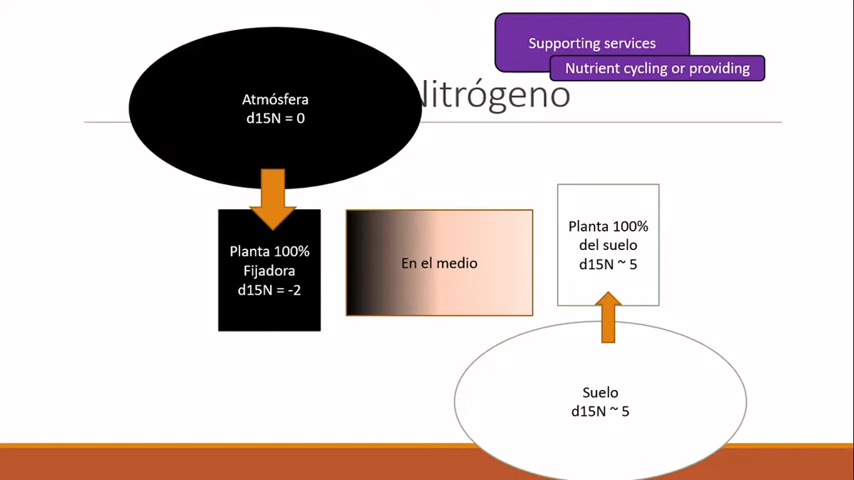 Supporting services
Nutrient cycling or providing
Nitrógeno
Atmósfera
d15N = 0
Planta 100%
Fijadora
d15N = -2
En el medio
Planta 100%
del suelo
d15N ~ 5
Suelo
d15N ~ 5